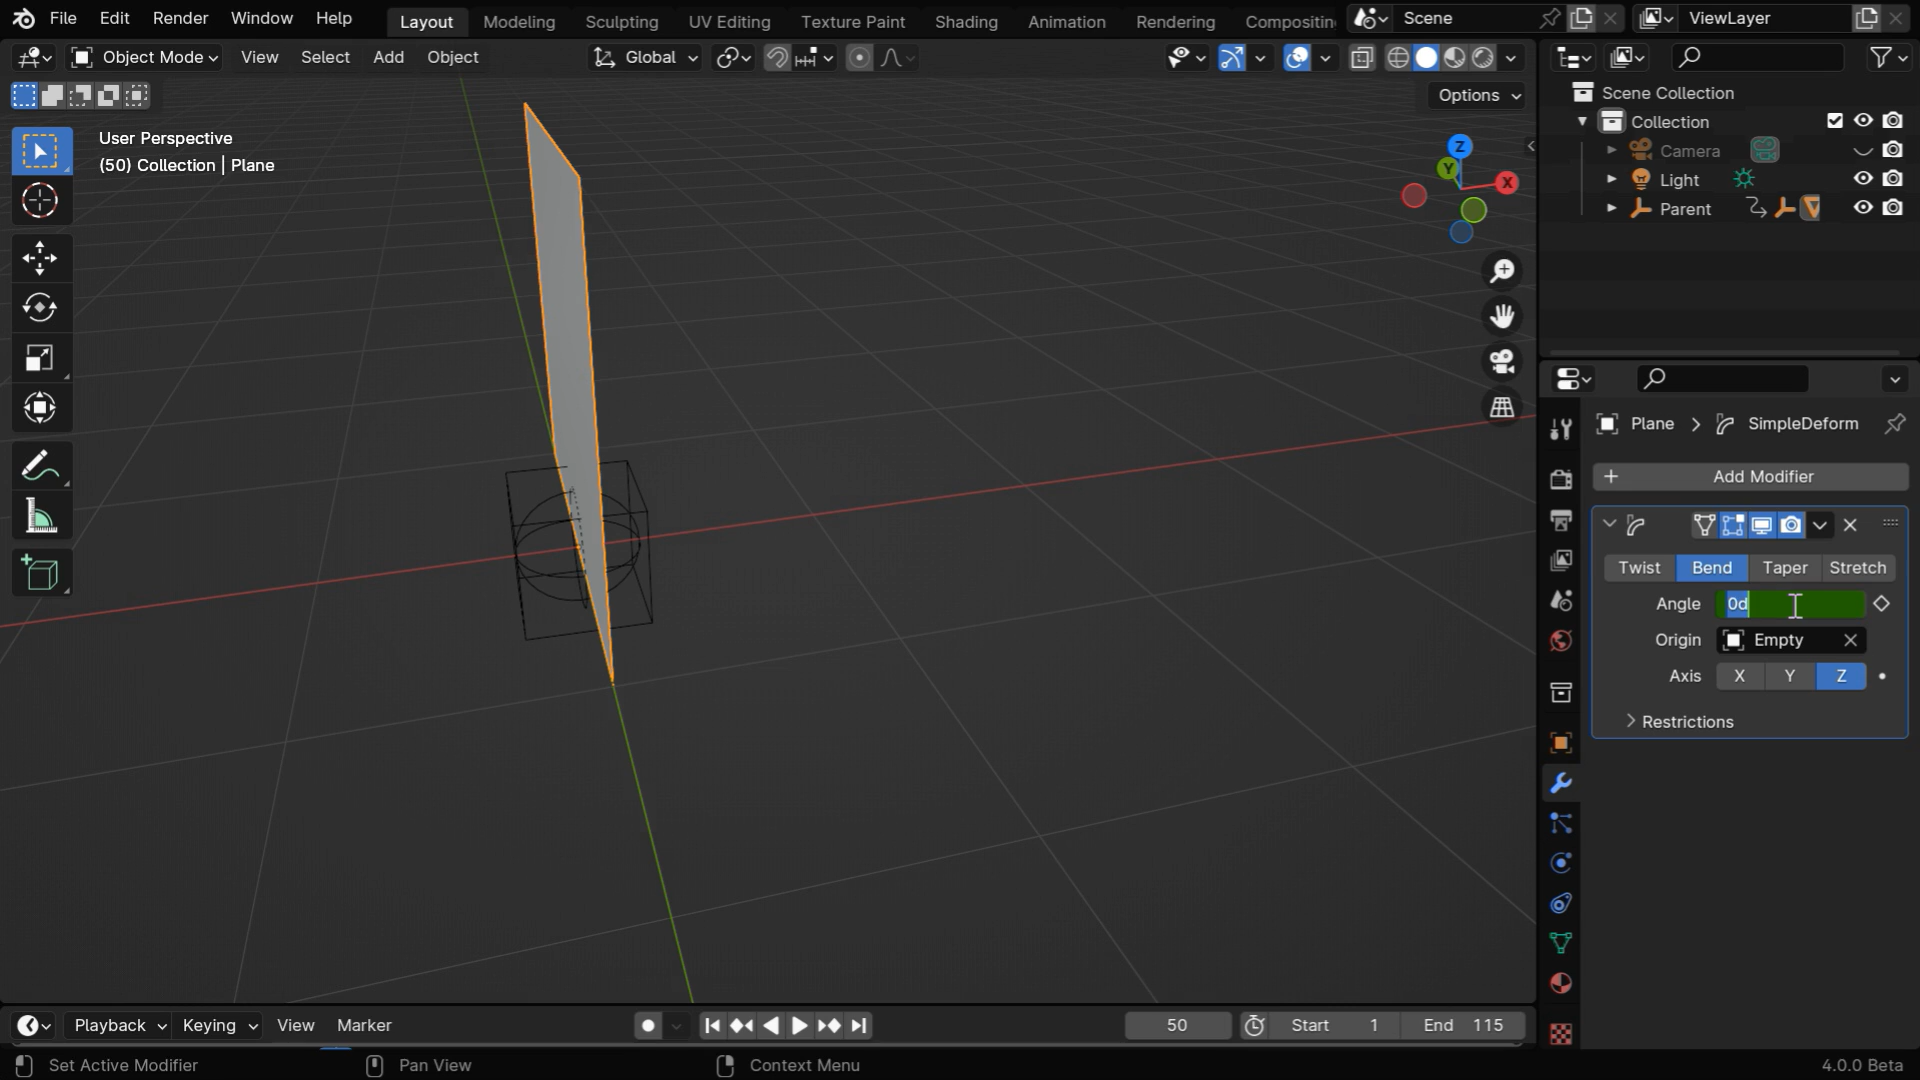 File Edit Render Window Help Layout Modeling Sculpting UV Editing Texture Paint Shading Animation Rendering Compositin Scene ViewLayer
Object Mode View Select Add Object Global
Options
User Perspective
(50) Collection | Plane
Z
Y
X
Scene Collection
Collection
Camera
Light
Parent
Plane SimpleDeform
+ Add Modifier
Twist Bend Taper Stretch
Angle 0d
Origin Empty
Axis X Y Z
Restrictions
Playback Keying View Marker 50 Start 1 End 115
Set Active Modifier Pan View Context Menu 4.0.0 Beta